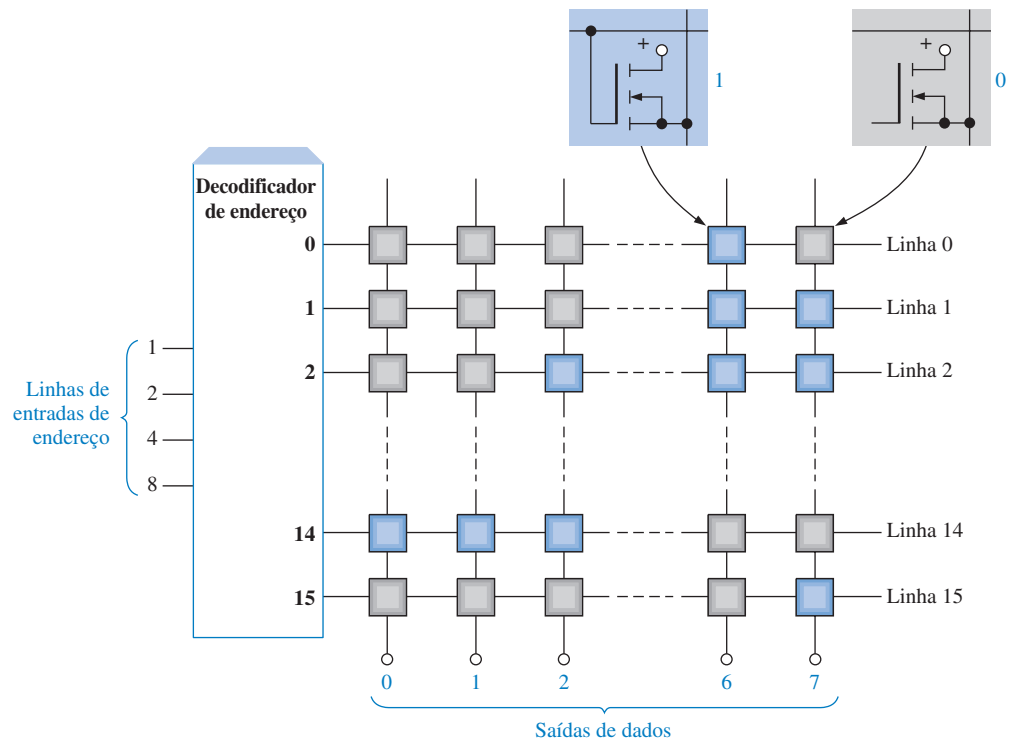 +
1
+
0
Decodificador
de endereço
0
Linha 0
1
Linha 1
1
2
Linha 2
Linhas de
entradas de
endereço
2
4
8
14
Linha 14
15
Linha 15
0
1
2
6
7
Saídas de dados